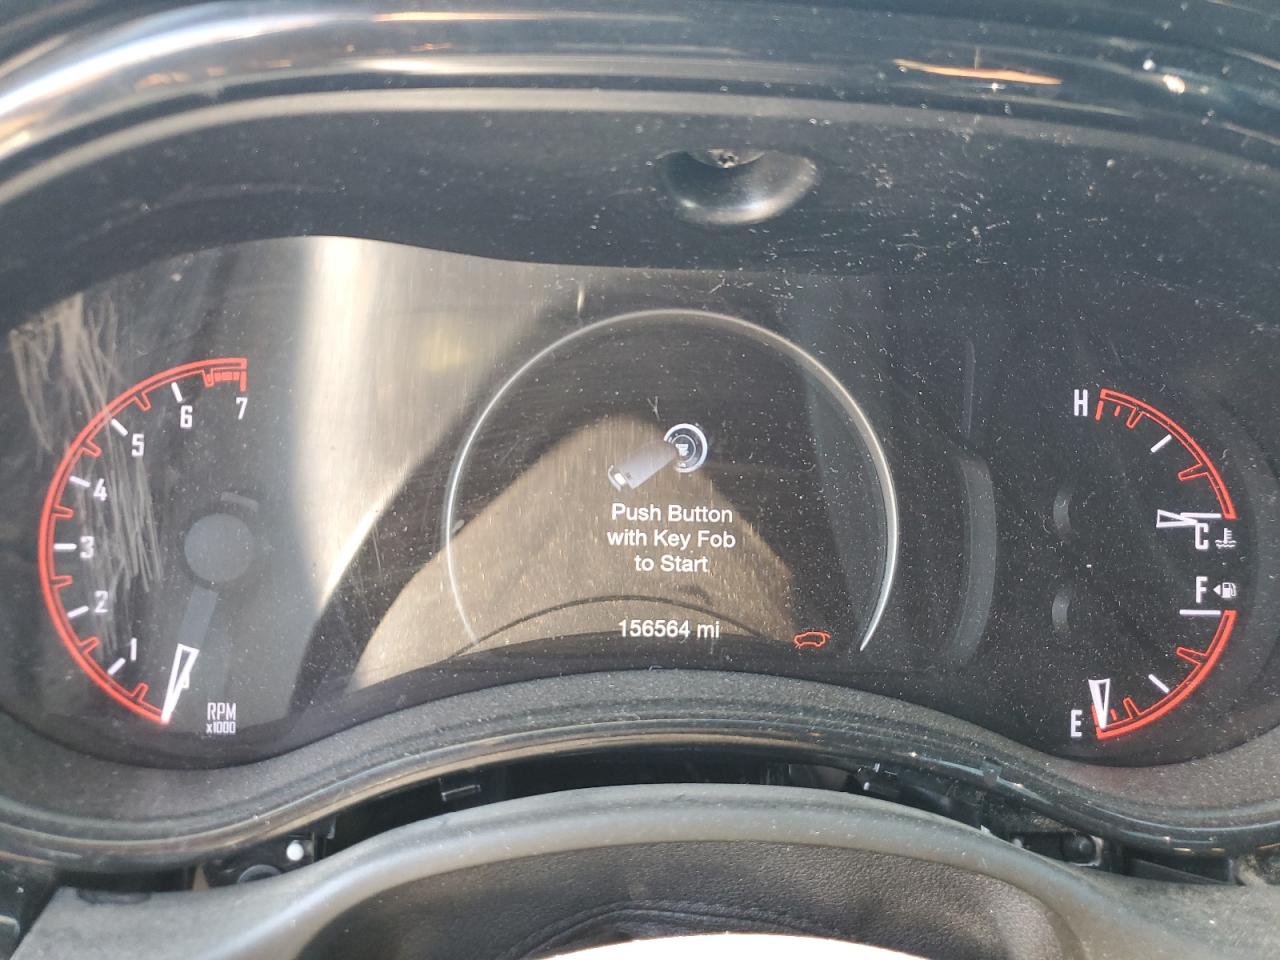 7
6
5
4
3
2
1
RPM
x1000
Push Button
with Key Fob
to Start
156564 mi
H
C
F
E